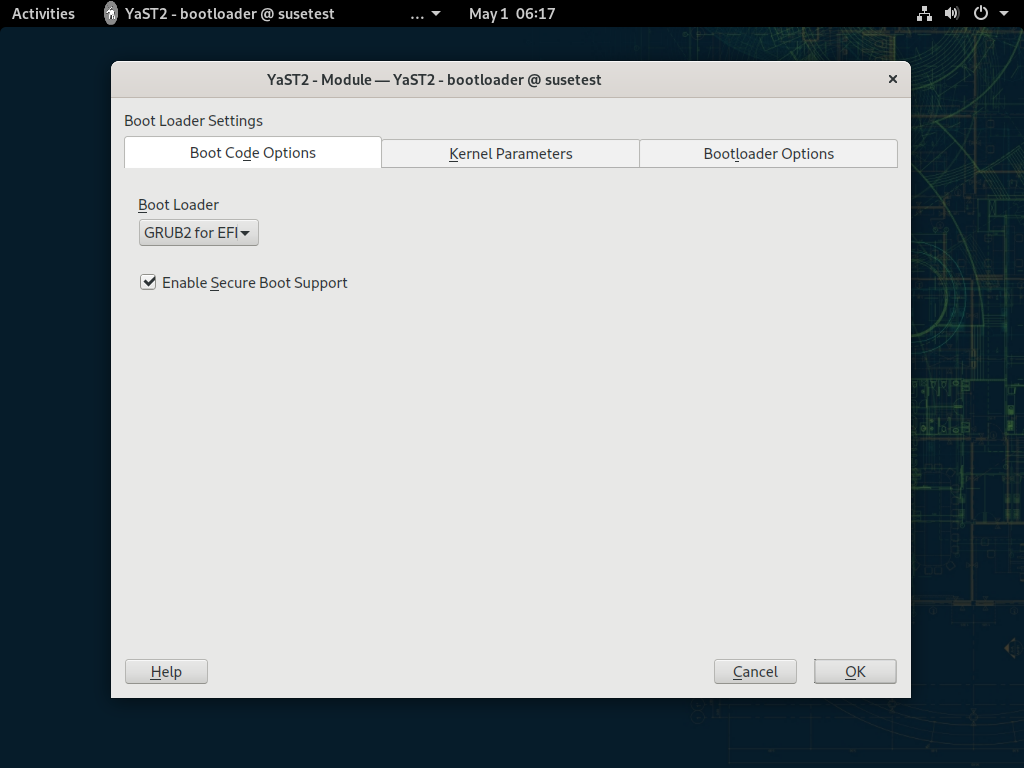 Activities YaST2 - bootloader @ susetest ... May 1 06:17
YaST2 - Module — YaST2 - bootloader @ susetest ×
Boot Loader Settings
Boot Code Options Kernel Parameters Bootloader Options
Boot Loader
GRUB2 for EFI
Enable Secure Boot Support
Help Cancel OK